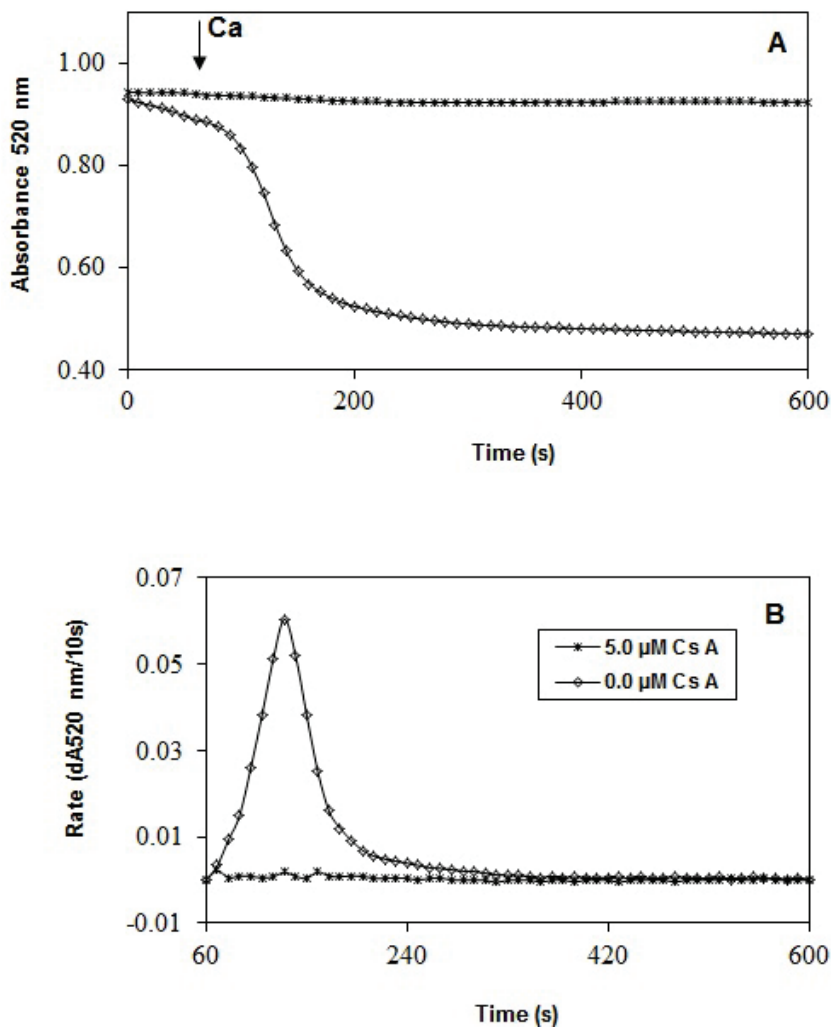 Ca
A
1.00
0.80
0.60
0.40
Absorbance 520 nm
0 200 400 600
Time (s)
B
0.07
0.05
0.03
0.01
-0.01
Rate (dA520 nm/10s)
5.0 µM Cs A
0.0 µM Cs A
60 240 420 600
Time (s)